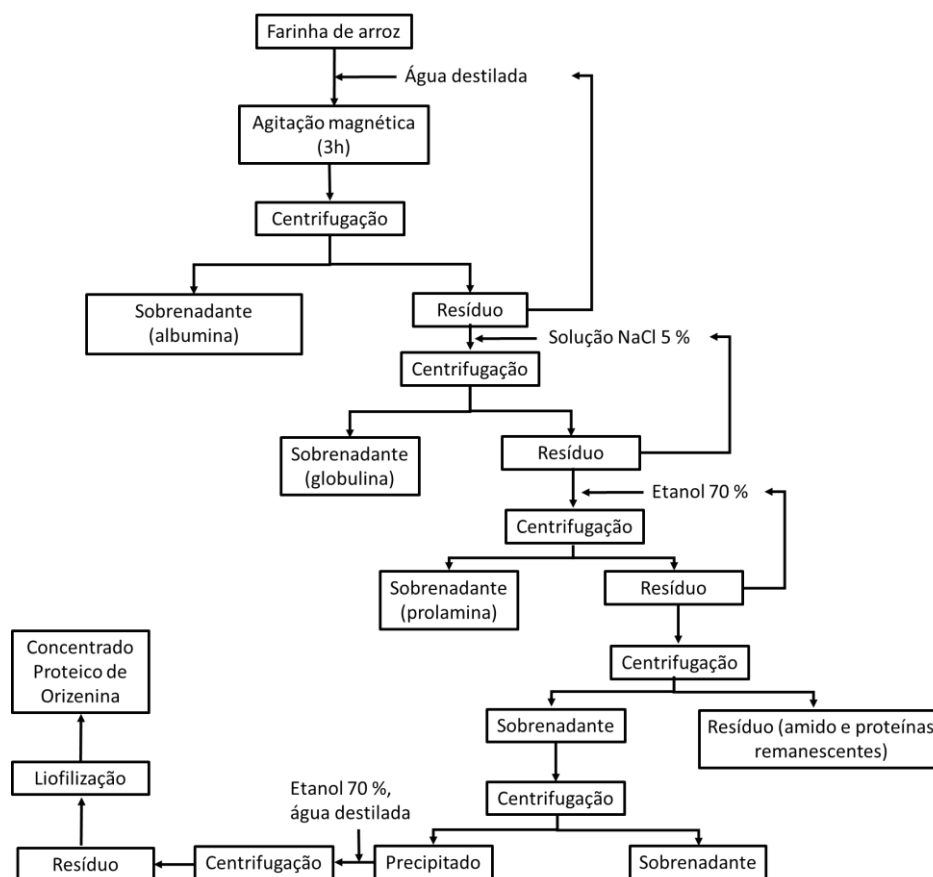 Farinha de arroz
Água destilada
Agitação magnética
(3h)
Centrifugação
Sobrenadante
(albumina)
Resíduo
Solução NaCl 5 %
Centrifugação
Sobrenadante
(globulina)
Resíduo
Etanol 70 %
Centrifugação
Sobrenadante
(prolamina)
Resíduo
Centrifugação
Sobrenadante
Resíduo (amido e proteínas
remanescentes)
Centrifugação
Precipitado
Sobrenadante
Etanol 70 %,
água destilada
Centrifugação
Resíduo
Liofilização
Concentrado
Proteico de
Orizenina